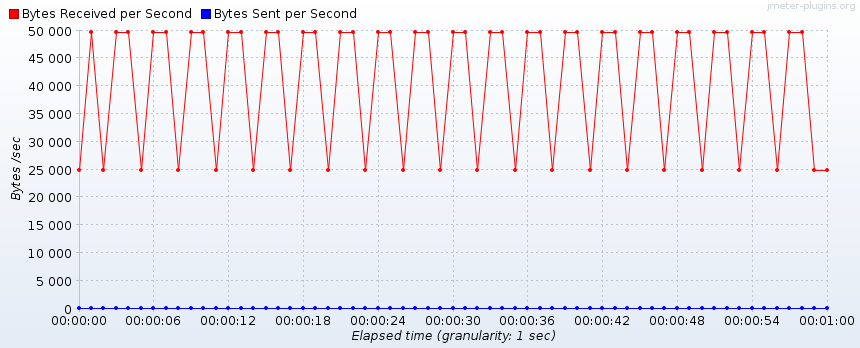 Bytes Received per Second Bytes Sent per Second
jmeter-plugins.org
50 000
45 000
40 000
35 000
30 000
25 000
20 000
15 000
10 000
5 000
0
Bytes /sec
00:00:00 00:00:06 00:00:12 00:00:18 00:00:24 00:00:30 00:00:36 00:00:42 00:00:48 00:00:54 00:01:00
Elapsed time (granularity: 1 sec)